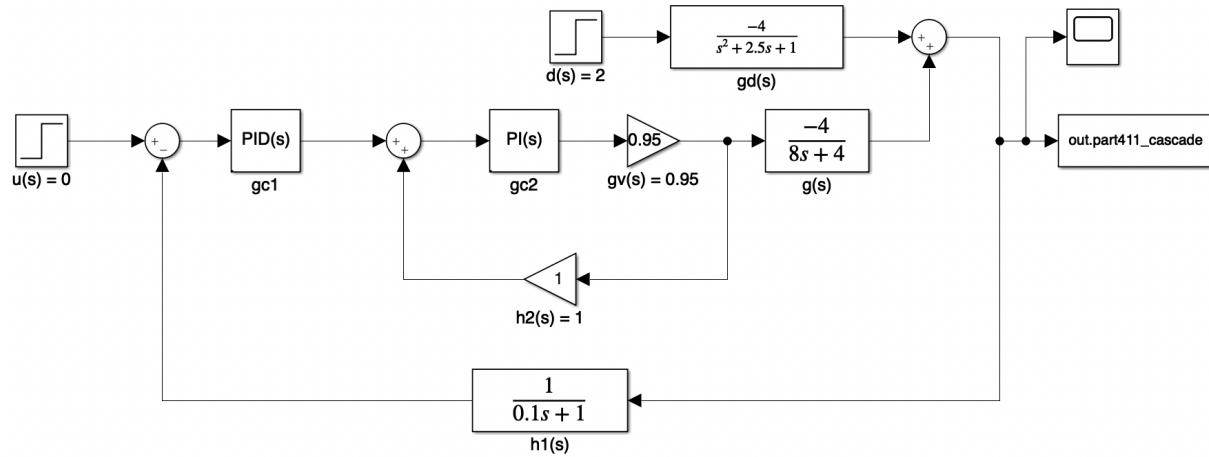 -4
s² + 2.5s + 1
d(s) = 2
gd(s)
+
+
u(s) = 0
+
−
PID(s)
gc1
+
+
PI(s)
gc2
0.95
gv(s) = 0.95
-4
8s + 4
g(s)
out.part411_cascade
1
h2(s) = 1
1
0.1s + 1
h1(s)